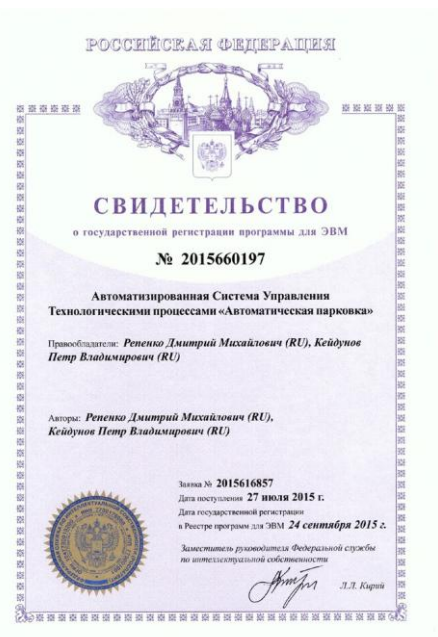 РОССИЙСКАЯ ФЕДЕРАЦИЯ
СВИДЕТЕЛЬСТВО
о государственной регистрации программы для ЭВМ
№ 2015660197
Автоматизированная Система Управления
Технологическими процессами «Автоматическая парковка»
Правообладатели: Репенко Дмитрий Михайлович (RU), Кейдунов
Петр Владимирович (RU)
Авторы: Репенко Дмитрий Михайлович (RU),
Кейдунов Петр Владимирович (RU)
Заявка № 2015616857
Дата поступления 27 июля 2015 г.
Дата государственной регистрации
в Реестре программ для ЭВМ 24 сентября 2015 г.
Заместитель руководителя Федеральной службы
по интеллектуальной собственности
Л.Л. Кирий